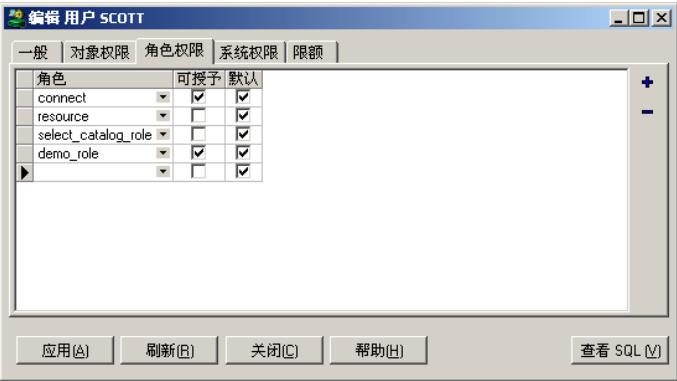 编辑 用户 SCOTT
一般 对象权限 角色权限 系统权限 限额
角色 可授予 默认
connect
resource
select_catalog_role
demo_role
应用(A) 刷新(R) 关闭(C) 帮助(H) 查看 SQL (V)